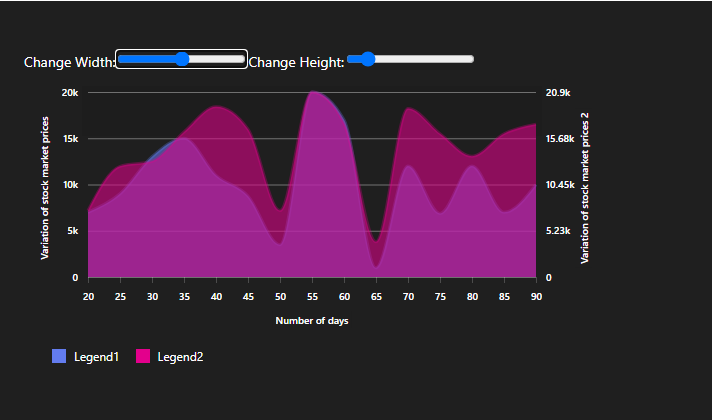 Change Width: Change Height:
20k 20.9k
15k 15.68k
10k 10.45k
5k 5.23k
0 0
Variation of stock market prices
Variation of stock market prices 2
20 25 30 35 40 45 50 55 60 65 70 75 80 85 90
Number of days
Legend1 Legend2